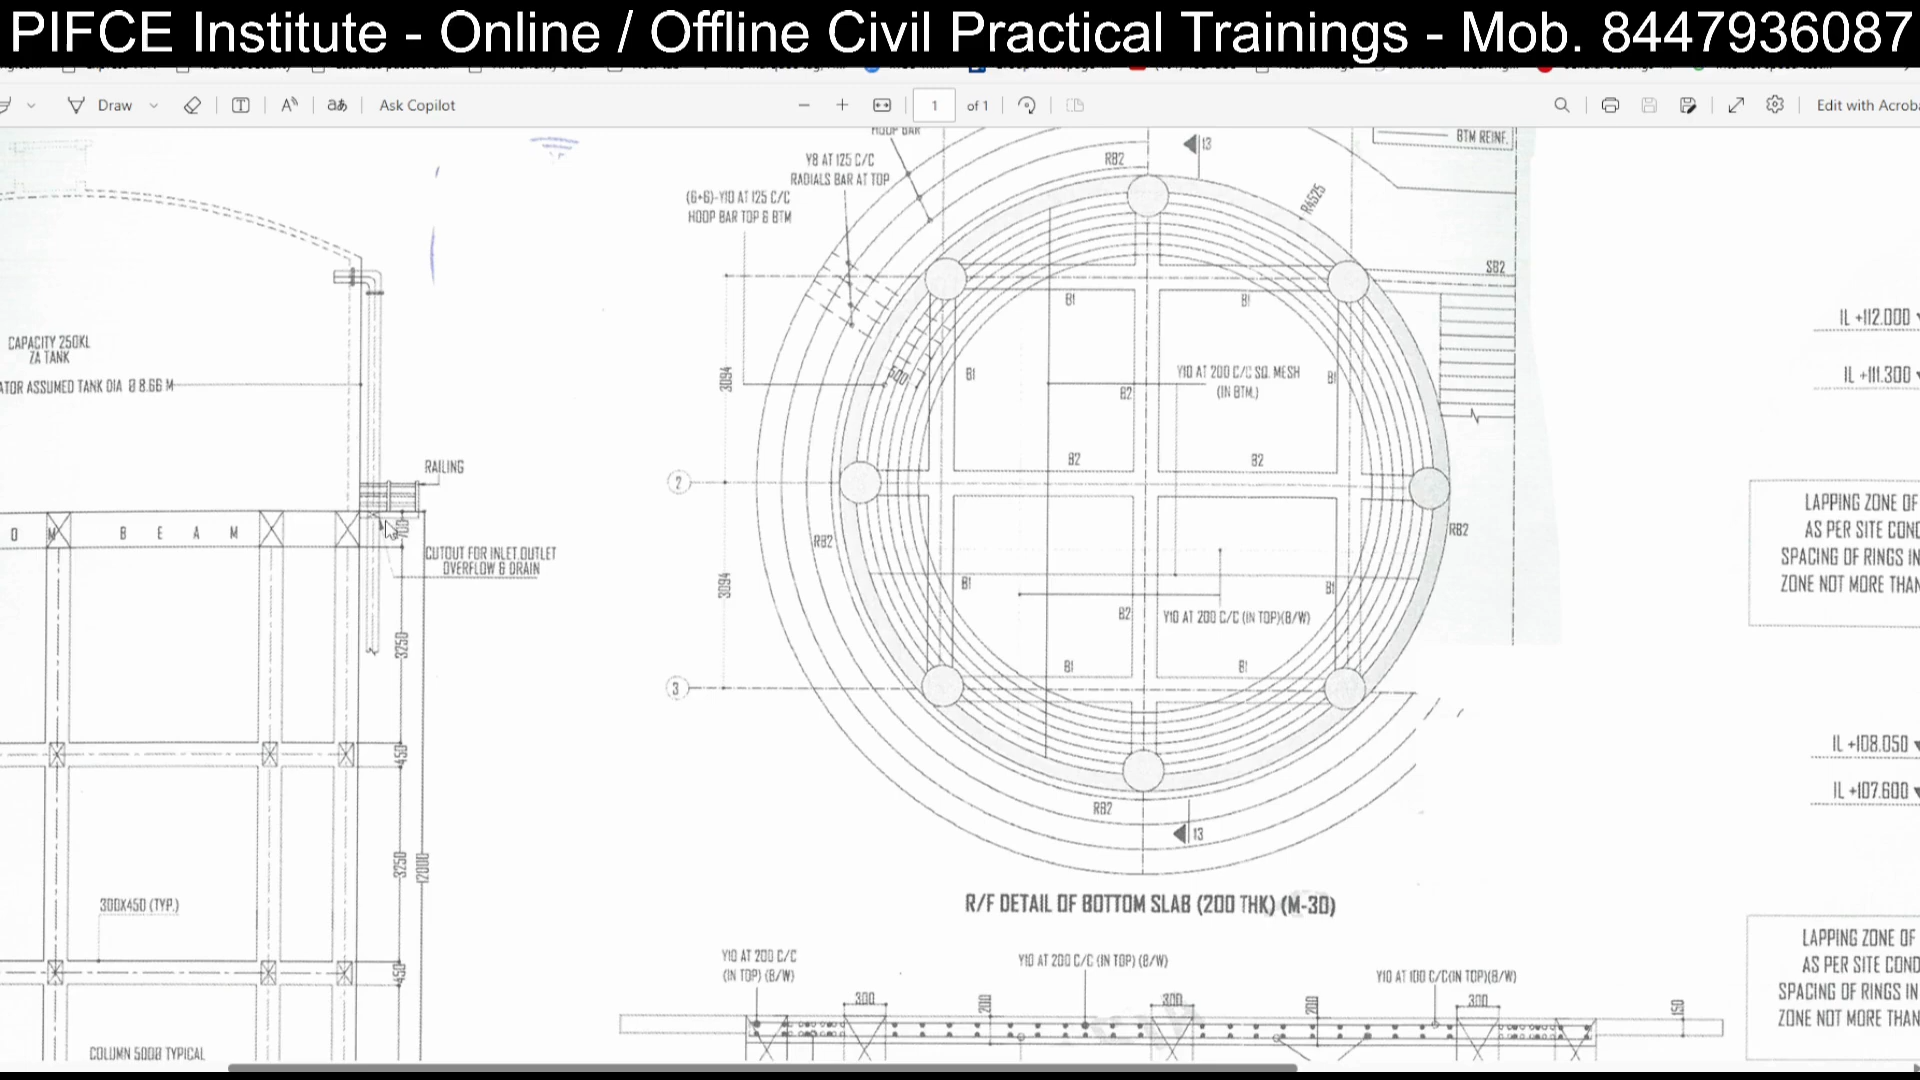 PIFCE Institute - Online / Offline Civil Practical Trainings - Mob. 8447936087
Draw
Ask Copilot
1 of 1
Edit with Acroba
HOOP BAR
Y8 AT 125 C/C
RADIALS BAR AT TOP
(6+6)-Y10 AT 125 C/C
HOOP BAR TOP & BTM
RB2
13
R4525
BTM REINF.
SB2
CAPACITY 250KL
ZA TANK
ATOR ASSUMED TANK DIA Ø 8.66 M
RAILING
O M B E A M
700
CUTOUT FOR INLET,OUTLET
OVERFLOW & DRAIN
3250
450
3250
12000
450
300X450 (TYP.)
COLUMN 500Ø TYPICAL
3094
3094
2
3
500
B1
B1
B1
B1
Y10 AT 200 C/C SQ. MESH
(IN BTM.)
B2
B2
B2
RB2
RB2
B1
B1
B2
Y10 AT 200 C/C (IN TOP)(B/W)
B1
B1
RB2
13
R/F DETAIL OF BOTTOM SLAB (200 THK) (M-30)
Y10 AT 200 C/C
(IN TOP) (B/W)
Y10 AT 200 C/C (IN TOP) (B/W)
Y10 AT 100 C/C(IN TOP)(B/W)
300
200
300
200
300
150
IL +112.000
IL +111.300
LAPPING ZONE OF
AS PER SITE COND
SPACING OF RINGS IN
ZONE NOT MORE THAN
IL +108.050
IL +107.600
LAPPING ZONE OF
AS PER SITE COND
SPACING OF RINGS IN
ZONE NOT MORE THAN